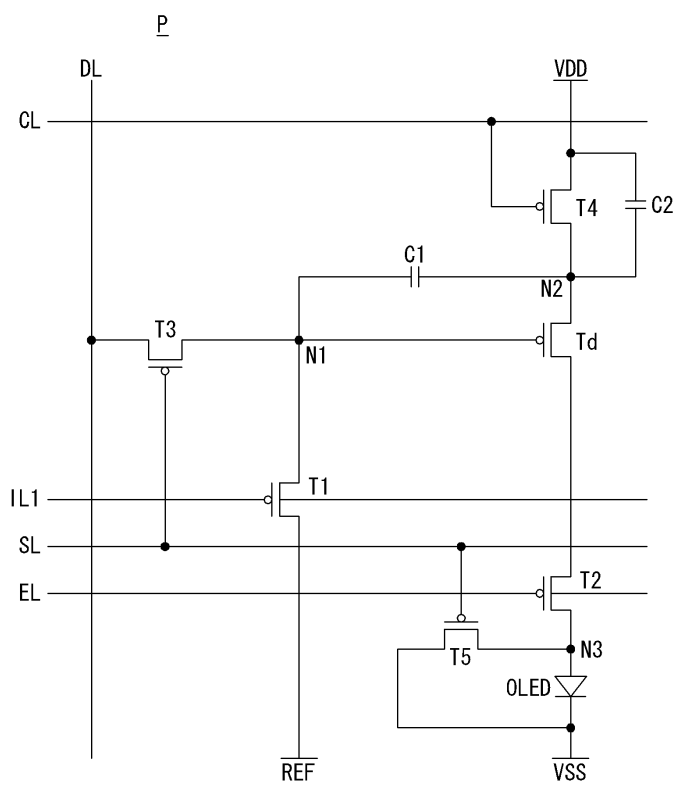 P
DL
VDD
CL
T4
C2
C1
N2
T3
N1
Td
IL1
T1
SL
EL
T2
T5
N3
OLED
REF
VSS